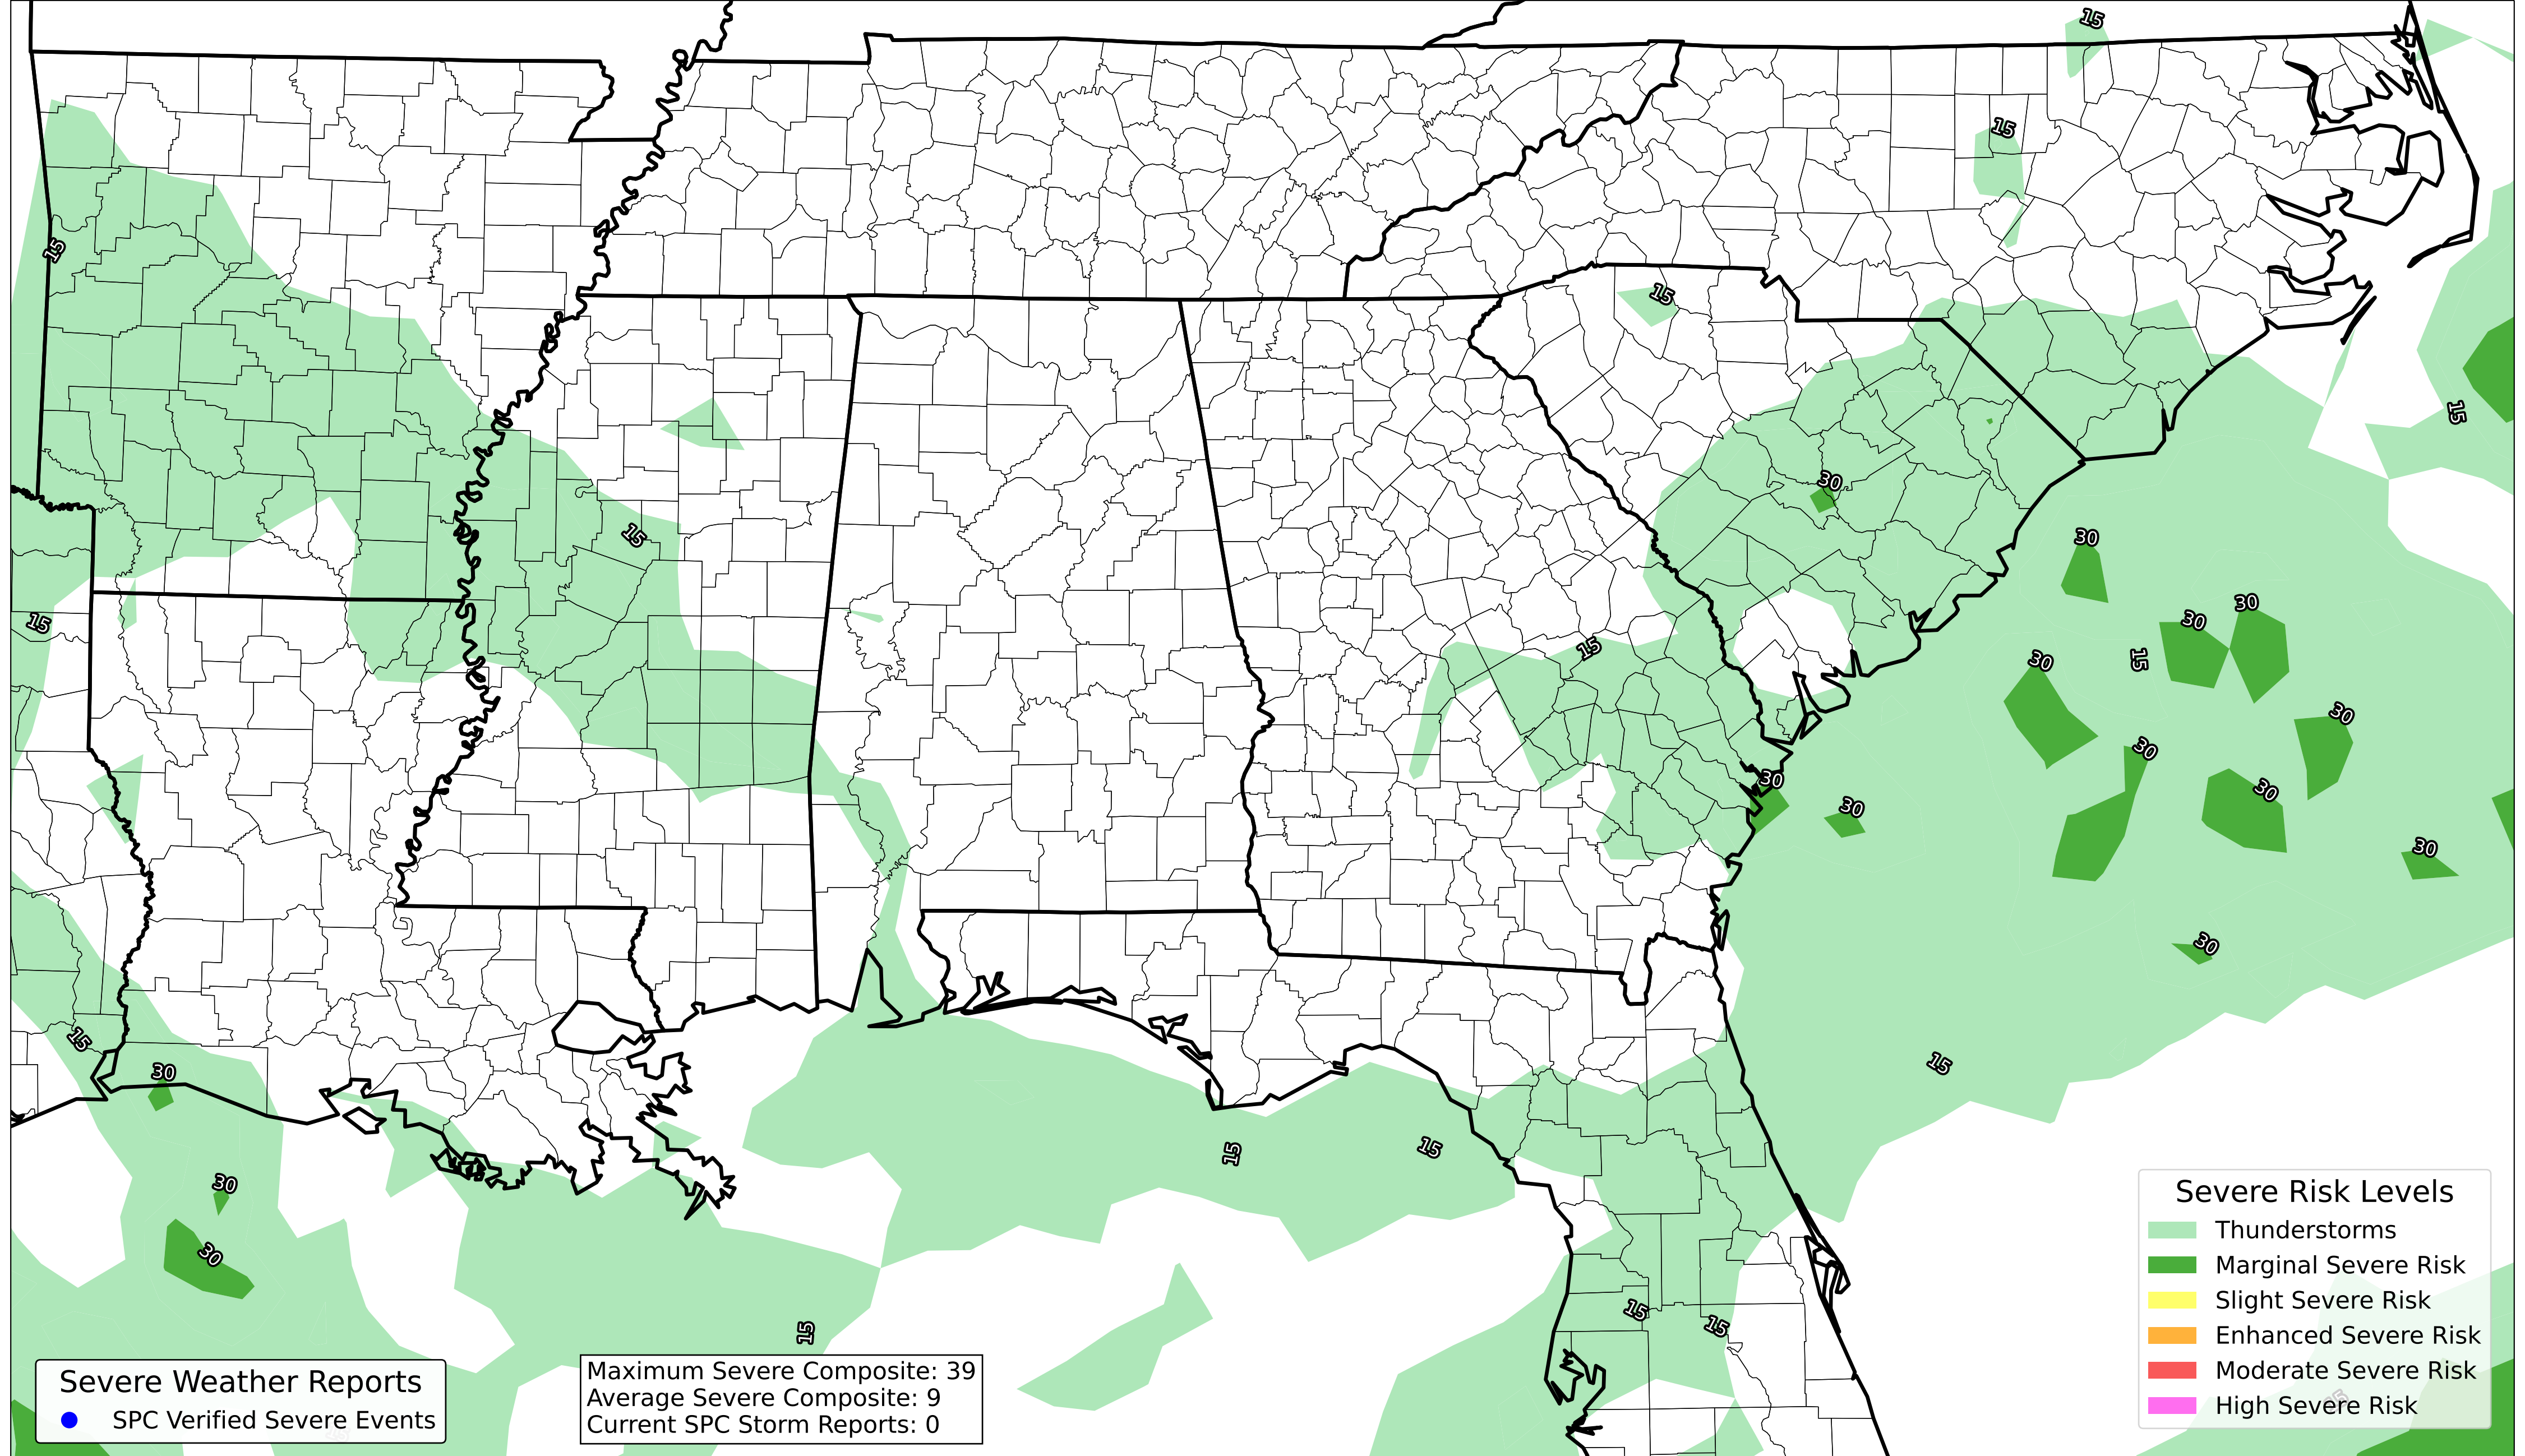 15
15
15
15
15
30
15
30
30
15
30
30
15
30
15
30
30
30
30
30
30
30
15
15
30
15
15
30
30
15
15
15
15
Severe Risk Levels
Thunderstorms
Marginal Severe Risk
Slight Severe Risk
Enhanced Severe Risk
Moderate Severe Risk
High Severe Risk
15
Severe Weather Reports
SPC Verified Severe Events
Maximum Severe Composite: 39
Average Severe Composite: 9
Current SPC Storm Reports: 0